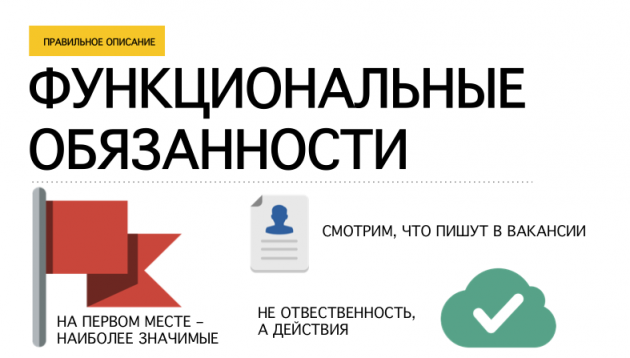 ПРАВИЛЬНОЕ ОПИСАНИЕ
ФУНКЦИОНАЛЬНЫЕ
ОБЯЗАННОСТИ
СМОТРИМ, ЧТО ПИШУТ В ВАКАНСИИ
НА ПЕРВОМ МЕСТЕ –
НАИБОЛЕЕ ЗНАЧИМЫЕ
НЕ ОТВЕСТВЕННОСТЬ,
А ДЕЙСТВИЯ